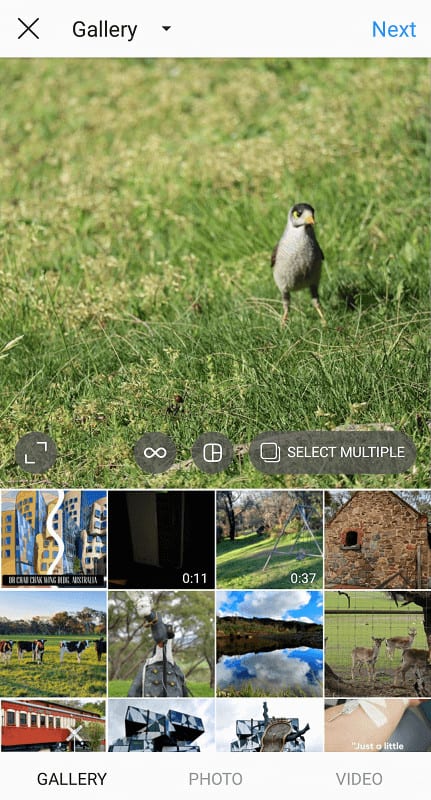 Gallery
Next
SELECT MULTIPLE
DR CHAU CHAK WING BLDG, AUSTRALIA
0:11
0:37
"Just a little
GALLERY
PHOTO
VIDEO